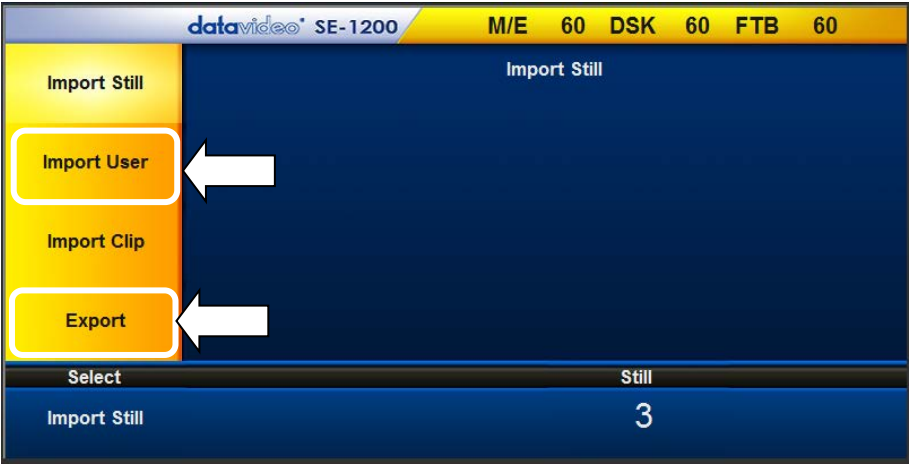 datavideo® SE-1200 M/E 60 DSK 60 FTB 60
Import Still
Import Still
Import User
Import Clip
Export
Select Still
Import Still 3